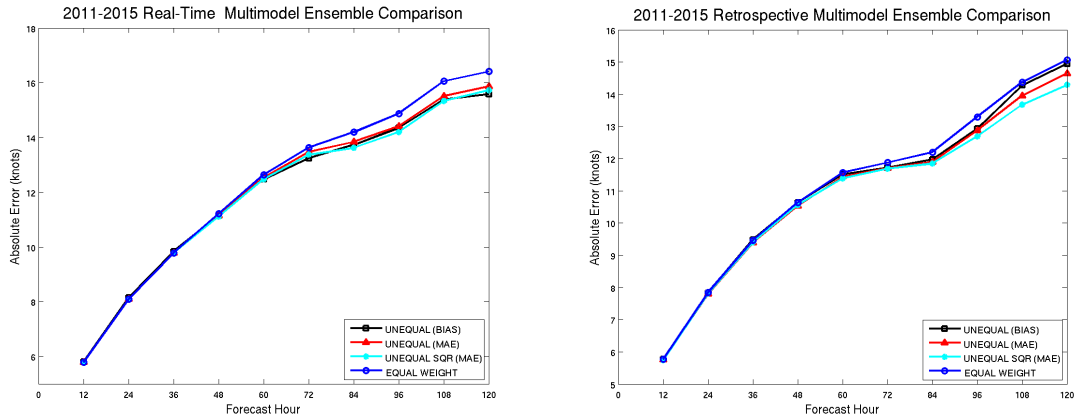 2011-2015 Real-Time  Multimodel Ensemble Comparison
18
16
14
12
10
8
6
0 12 24 36 48 60 72 84 96 108 120
Absolute Error (knots)
Forecast Hour
UNEQUAL (BIAS)
UNEQUAL (MAE)
UNEQUAL SQR (MAE)
EQUAL WEIGHT
2011-2015 Retrospective Multimodel Ensemble Comparison
16
15
14
13
12
11
10
9
8
7
6
5
0 12 24 36 48 60 72 84 96 108 120
Absolute Error (knots)
Forecast Hour
UNEQUAL (BIAS)
UNEQUAL (MAE)
UNEQUAL SQR (MAE)
EQUAL WEIGHT